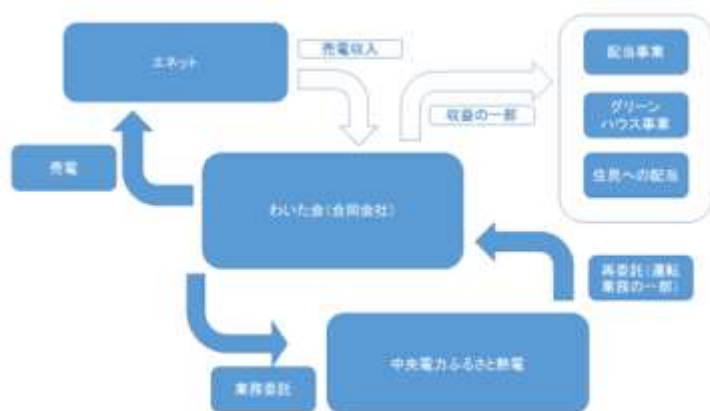 エネット
売電収入
配当事業
グリーン
ハウス事業
住民への配当
収益の一部
売電
わいた会(合同会社)
再委託(運転
業務の一部)
中央電力ふるさと熱電
業務委託